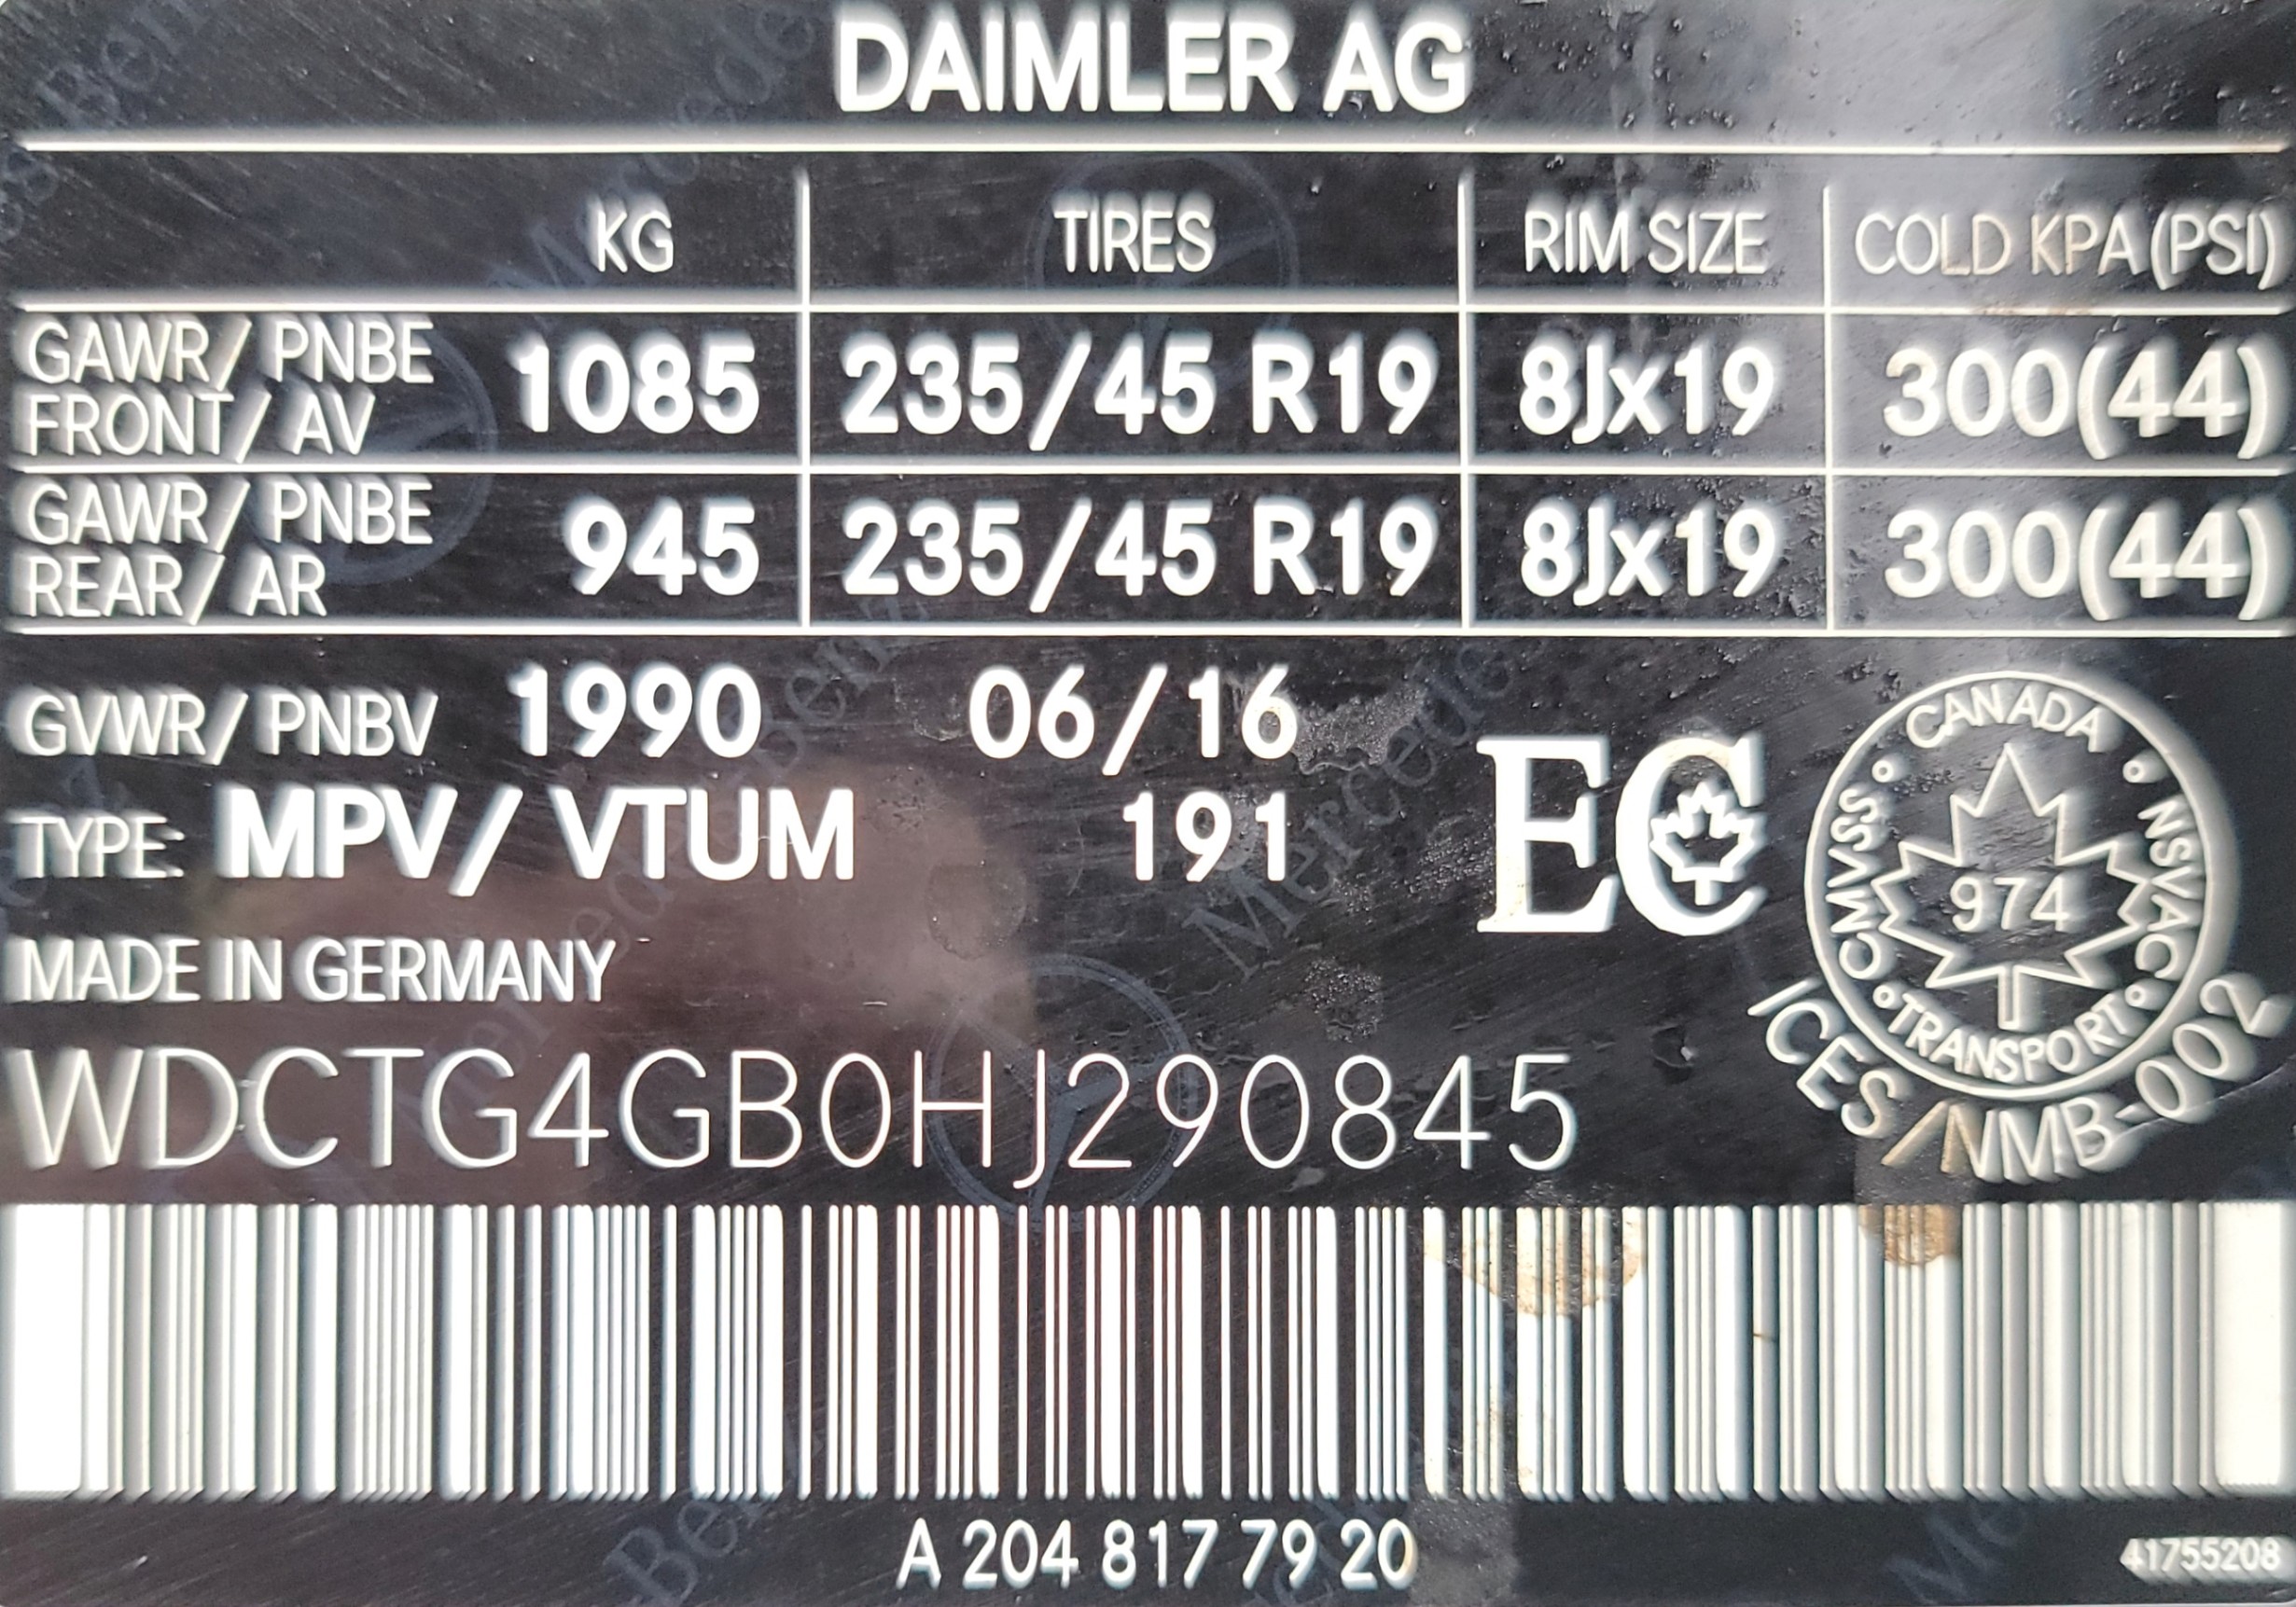 DAIMLER AG
KG TIRES RIM SIZE COLD KPA (PSI)
GAWR/ PNBE FRONT/ AV 1085 235/45 R19 8Jx19 300(44)
GAWR/ PNBE REAR/ AR 945 235/45 R19 8Jx19 300(44)
GVWR/ PNBV 1990 06/16
TYPE: MPV/ VTUM 191
EC
CANADA • NSVAC • TRANSPORT • CMVSS •
974
ICES/NMB-002
MADE IN GERMANY
WDCTG4GB0HJ290845
A 204 817 79 20
41755208